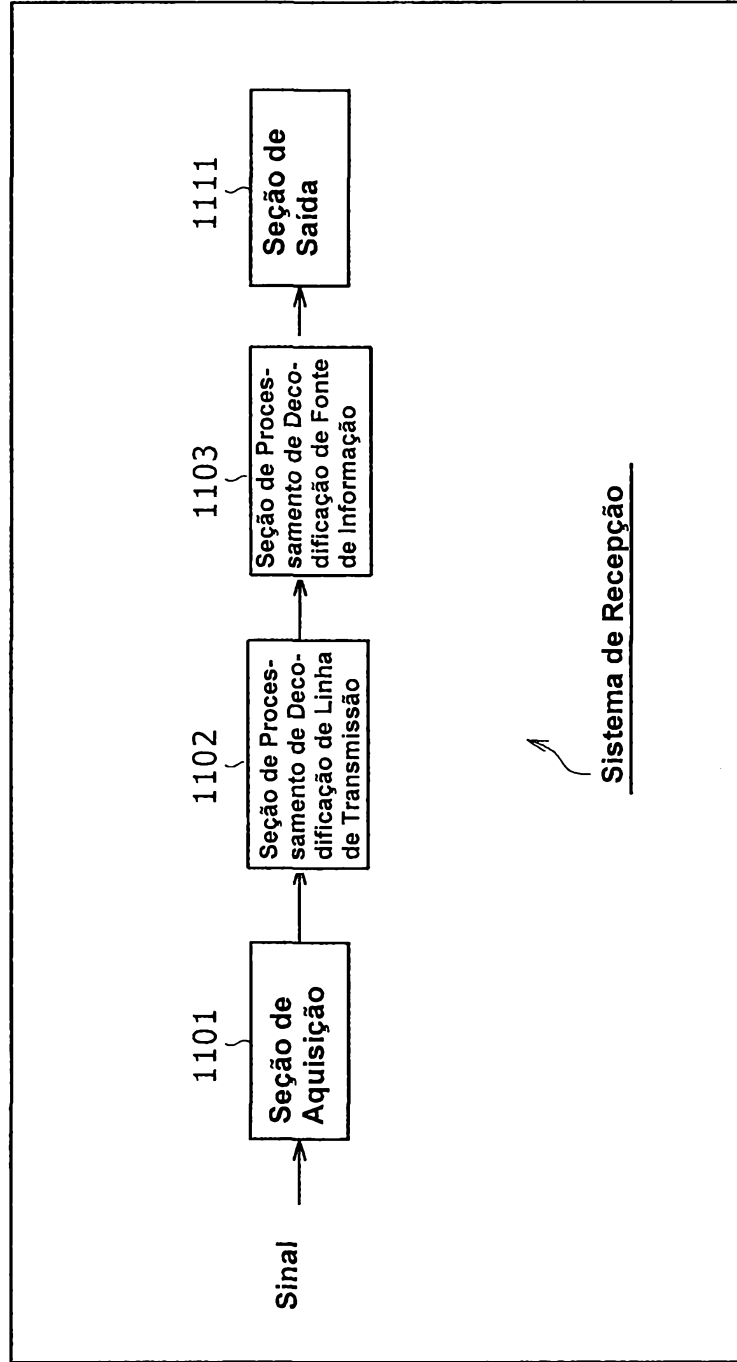 Sinal
1101
Seção de
Aquisição
1102
Seção de Proces-
samento de Deco-
dificação de Linha
de Transmissão
1103
Seção de Proces-
samento de Deco-
dificação de Fonte
de Informação
1111
Seção de
Saída
Sistema de Recepção